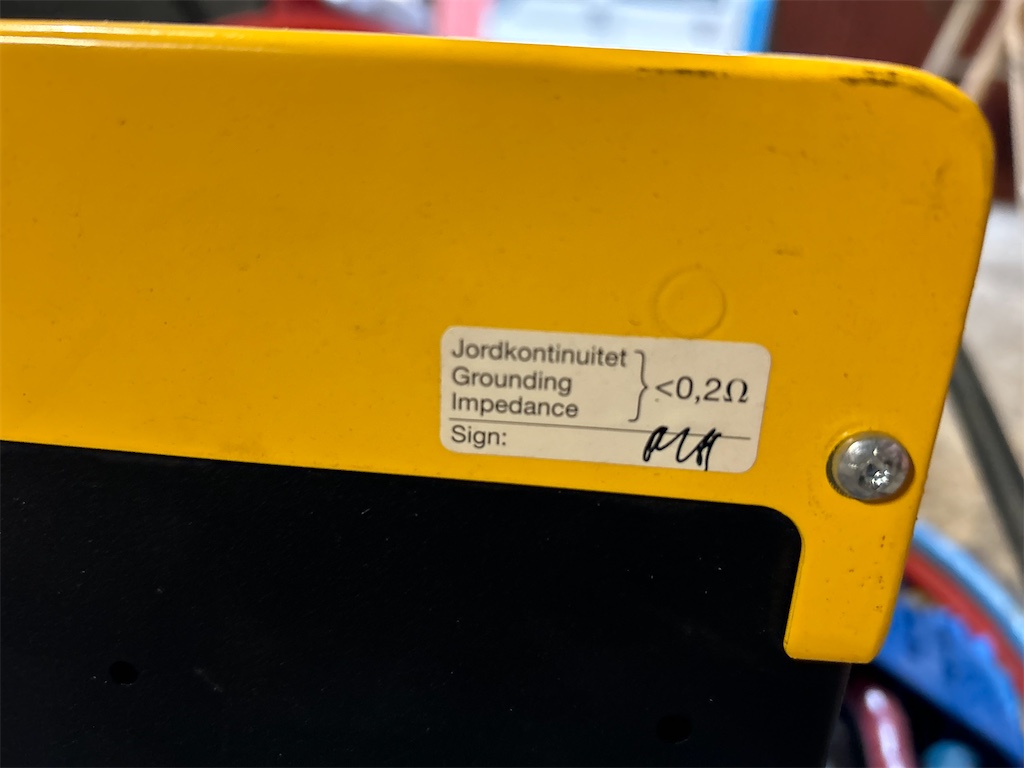 Jordkontinuitet
Grounding
Impedance
} <0,2Ω
Sign: